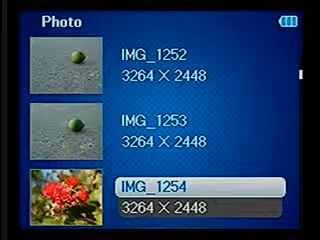 Photo
IMG_1252
3264 X 2448
IMG_1253
3264 X 2448
IMG_1254
3264 X 2448